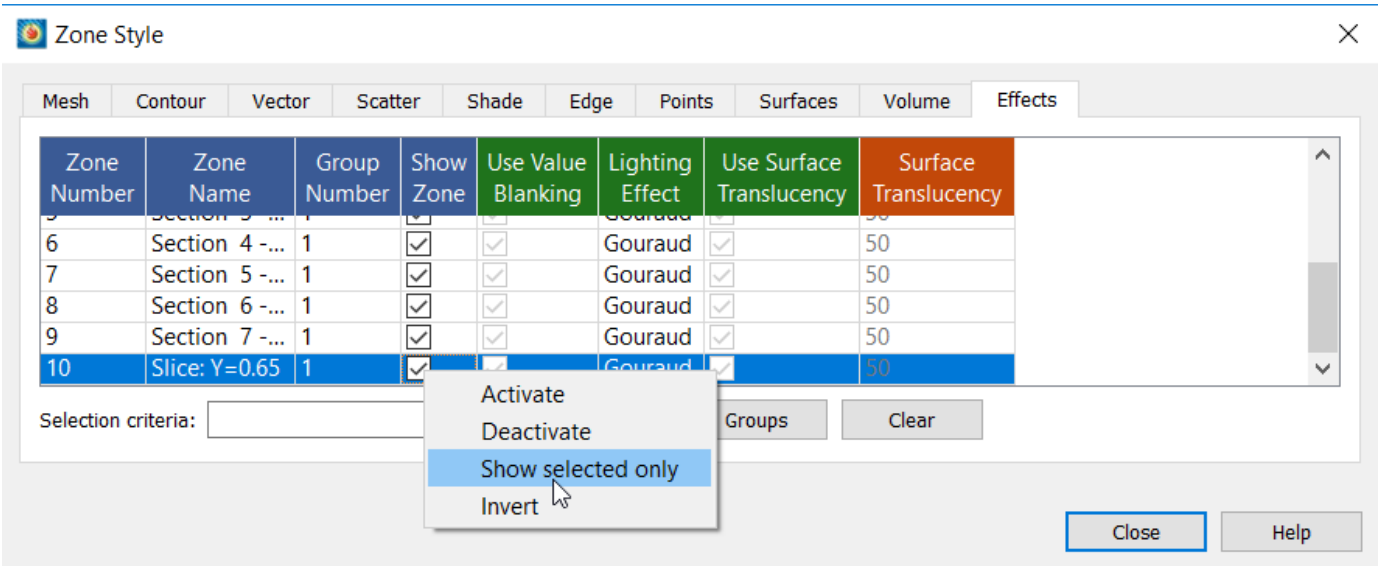 Zone Style
Mesh Contour Vector Scatter Shade Edge Points Surfaces Volume Effects
Zone Number Zone Name Group Number Show Zone Use Value Blanking Lighting Effect Use Surface Translucency Surface Translucency
6 Section 4 -... 1 Gouraud 50
7 Section 5 -... 1 Gouraud 50
8 Section 6 -... 1 Gouraud 50
9 Section 7 -... 1 Gouraud 50
10 Slice: Y=0.65 1 Gouraud 50
Activate
Selection criteria: Groups Clear
Deactivate
Show selected only
Invert
Close Help